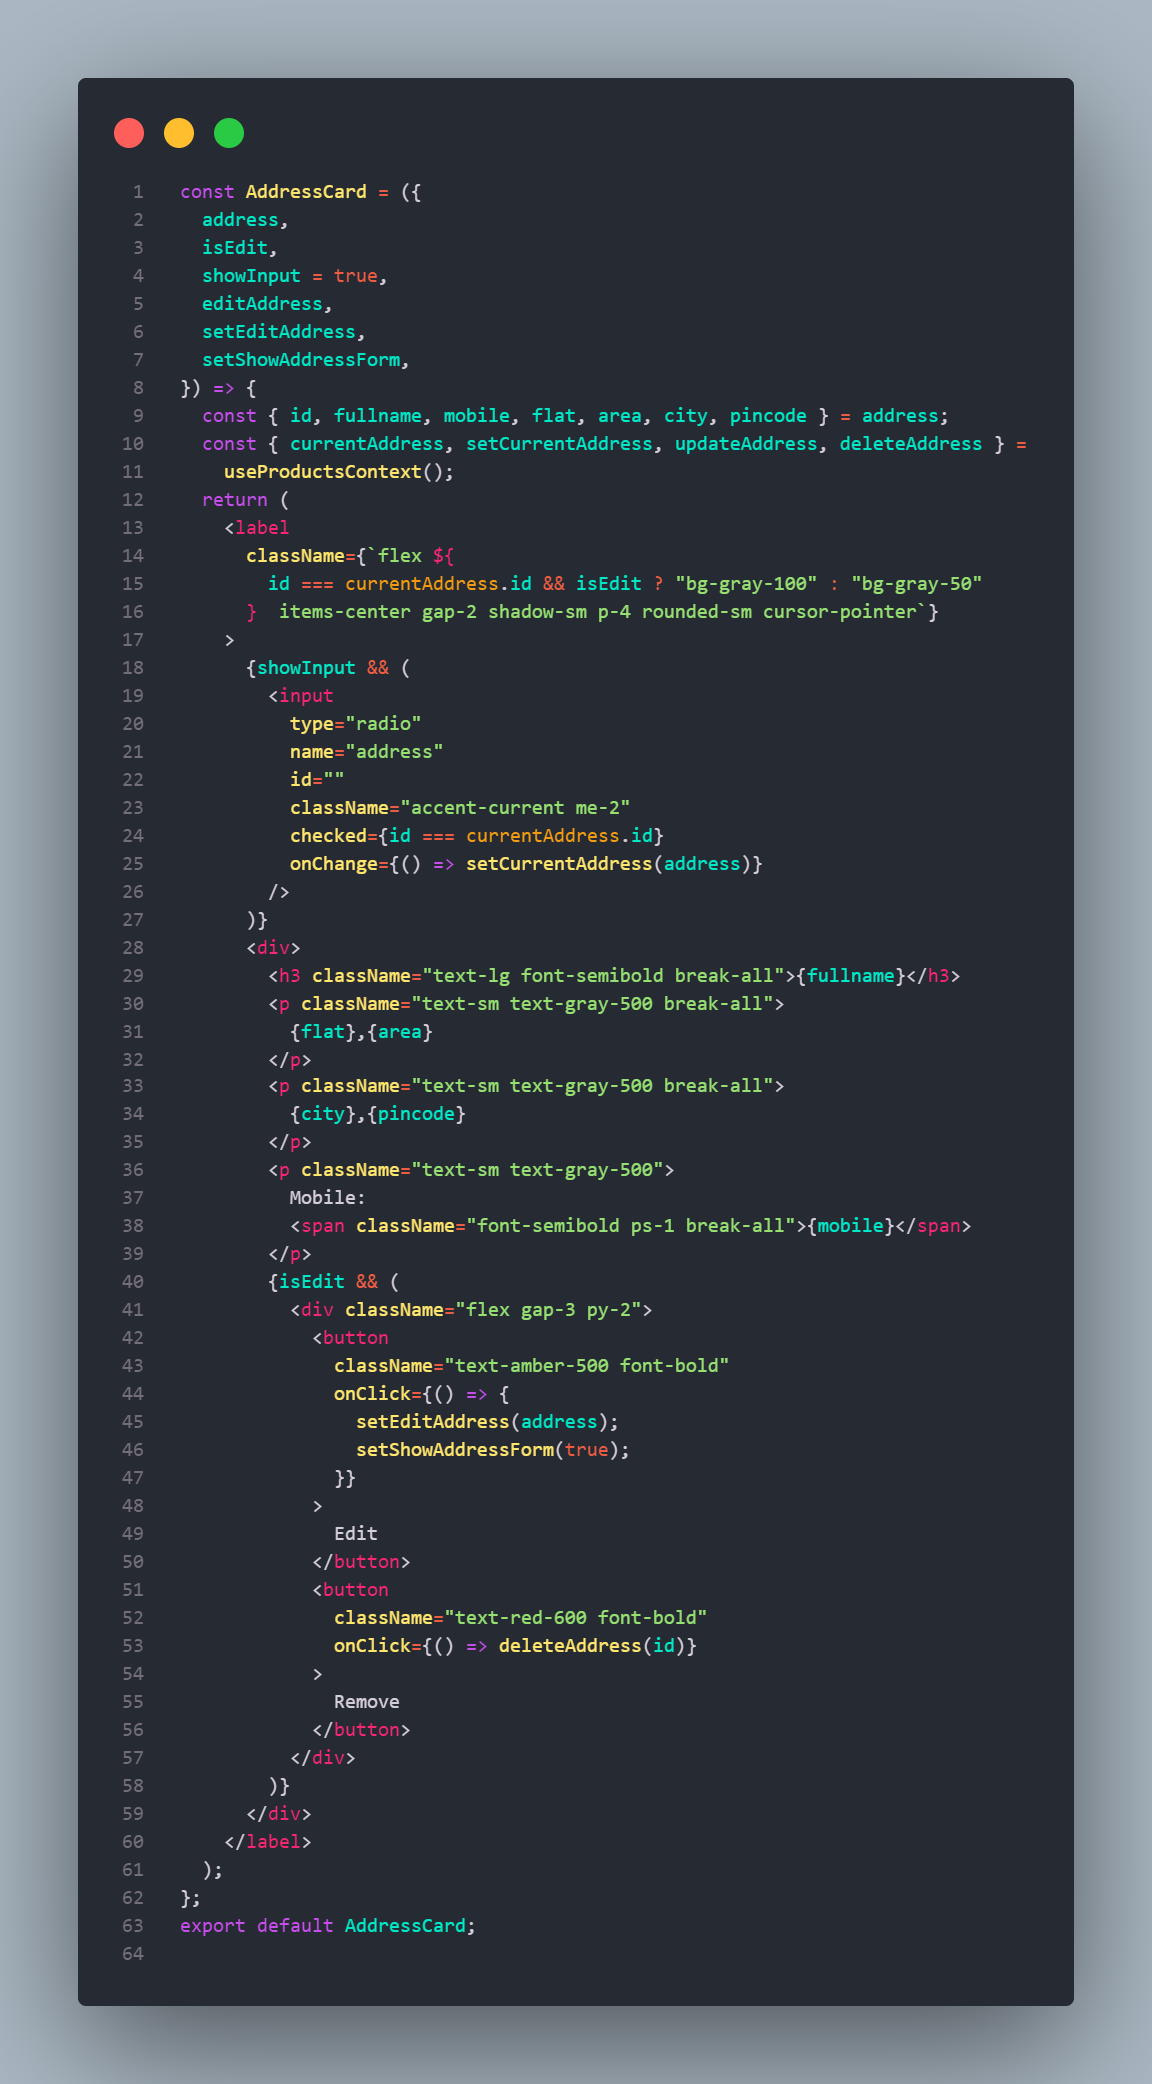 1 const AddressCard = ({
2   address,
3   isEdit,
4   showInput = true,
5   editAddress,
6   setEditAddress,
7   setShowAddressForm,
8 }) => {
9   const { id, fullname, mobile, flat, area, city, pincode } = address;
10   const { currentAddress, setCurrentAddress, updateAddress, deleteAddress } =
11     useProductsContext();
12   return (
13     <label
14       className={`flex ${
15         id === currentAddress.id && isEdit ? "bg-gray-100" : "bg-gray-50"
16       }  items-center gap-2 shadow-sm p-4 rounded-sm cursor-pointer`}
17     >
18       {showInput && (
19         <input
20           type="radio"
21           name="address"
22           id=""
23           className="accent-current me-2"
24           checked={id === currentAddress.id}
25           onChange={() => setCurrentAddress(address)}
26         />
27       )}
28       <div>
29         <h3 className="text-lg font-semibold break-all">{fullname}</h3>
30         <p className="text-sm text-gray-500 break-all">
31           {flat},{area}
32         </p>
33         <p className="text-sm text-gray-500 break-all">
34           {city},{pincode}
35         </p>
36         <p className="text-sm text-gray-500">
37           Mobile:
38           <span className="font-semibold ps-1 break-all">{mobile}</span>
39         </p>
40         {isEdit && (
41           <div className="flex gap-3 py-2">
42             <button
43               className="text-amber-500 font-bold"
44               onClick={() => {
45                 setEditAddress(address);
46                 setShowAddressForm(true);
47               }}
48             >
49               Edit
50             </button>
51             <button
52               className="text-red-600 font-bold"
53               onClick={() => deleteAddress(id)}
54             >
55               Remove
56             </button>
57           </div>
58         )}
59       </div>
60     </label>
61   );
62 };
63 export default AddressCard;
64